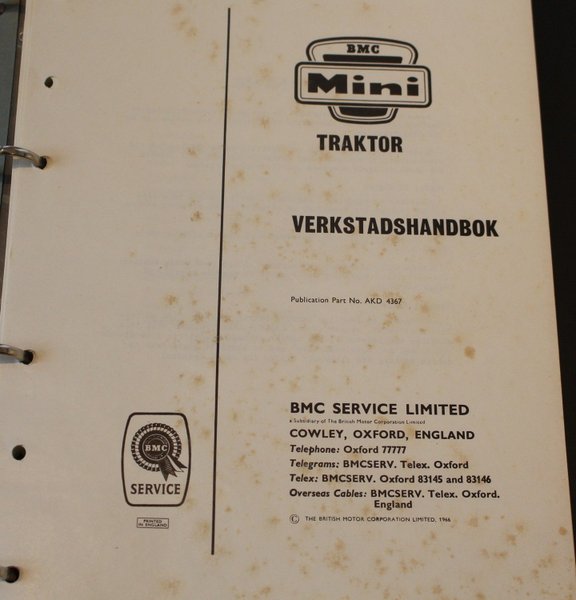 BMC
Mini
TRAKTOR
VERKSTADSHANDBOK
Publication Part No. AKD 4367
BMC SERVICE LIMITED
a Subsidiary of The British Motor Corporation Limited
COWLEY, OXFORD, ENGLAND
Telephone: Oxford 77777
Telegrams: BMCSERV. Telex. Oxford
Telex: BMCSERV. Oxford 83145 and 83146
Overseas Cables: BMCSERV. Telex. Oxford.
England
© THE BRITISH MOTOR CORPORATION LIMITED, 1966
BMC
SERVICE
PRINTED
IN ENGLAND